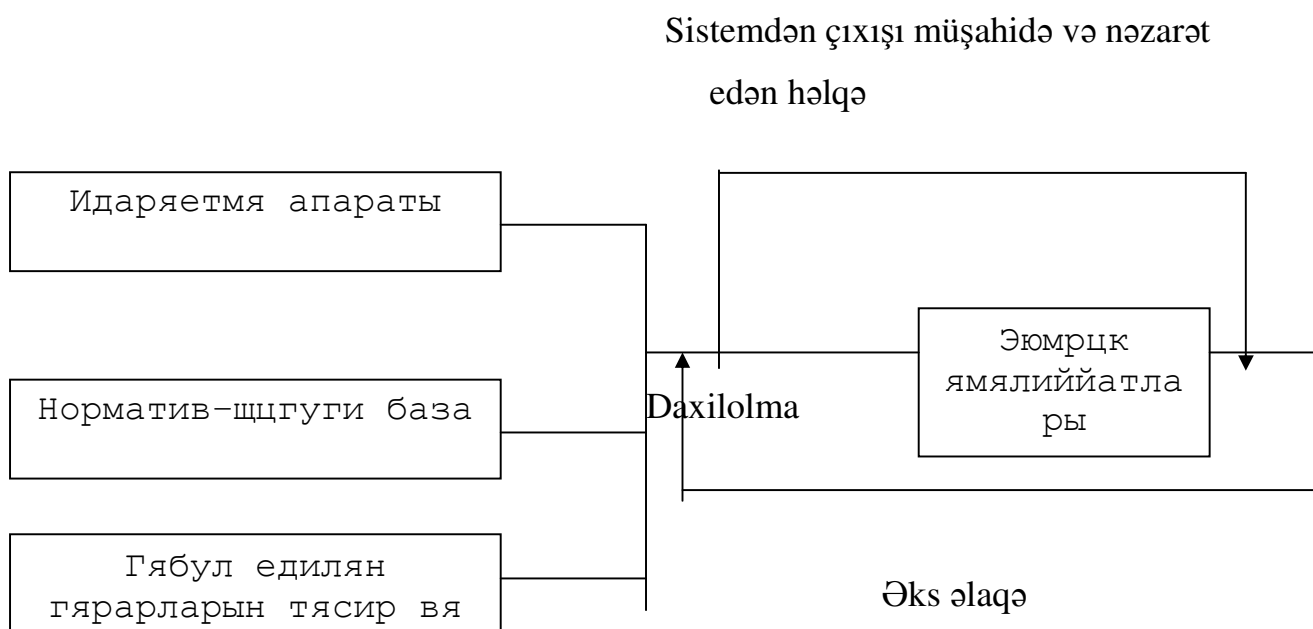 Sistemdən çıxışı müşahidə və nəzarət
edən həlqə
Идаряетмя апараты
Норматив-щцгуги база
Daxilolma
Эюмрцк
ямялиййатла
ры
Гябул едилян
гярарларын тясир вя
Əks əlaqə